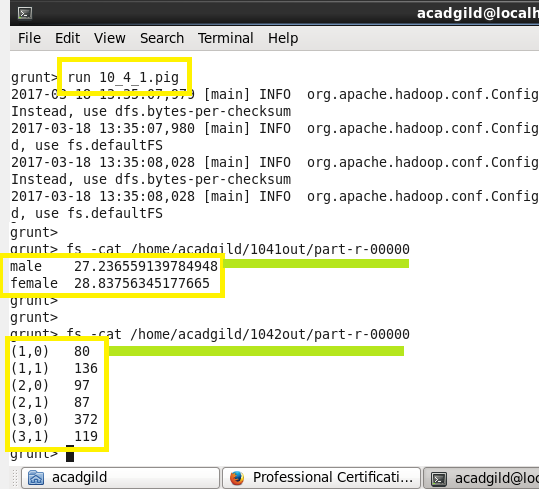 acadgild@localh
File Edit View Search Terminal Help
grunt> run 10_4_1.pig
2017-03-18 13:35:07,979 [main] INFO org.apache.hadoop.conf.Config
Instead, use dfs.bytes-per-checksum
2017-03-18 13:35:07,980 [main] INFO org.apache.hadoop.conf.Config
d, use fs.defaultFS
2017-03-18 13:35:08,028 [main] INFO org.apache.hadoop.conf.Config
Instead, use dfs.bytes-per-checksum
2017-03-18 13:35:08,028 [main] INFO org.apache.hadoop.conf.Config
d, use fs.defaultFS
grunt>
grunt> fs -cat /home/acadgild/1041out/part-r-00000
male 27.236559139784948
female 28.83756345177665
grunt>
grunt>
grunt> fs -cat /home/acadgild/1042out/part-r-00000
(1,0) 80
(1,1) 136
(2,0) 97
(2,1) 87
(3,0) 372
(3,1) 119
grunt>
acadgild
Professional Certificati...
acadgild@local